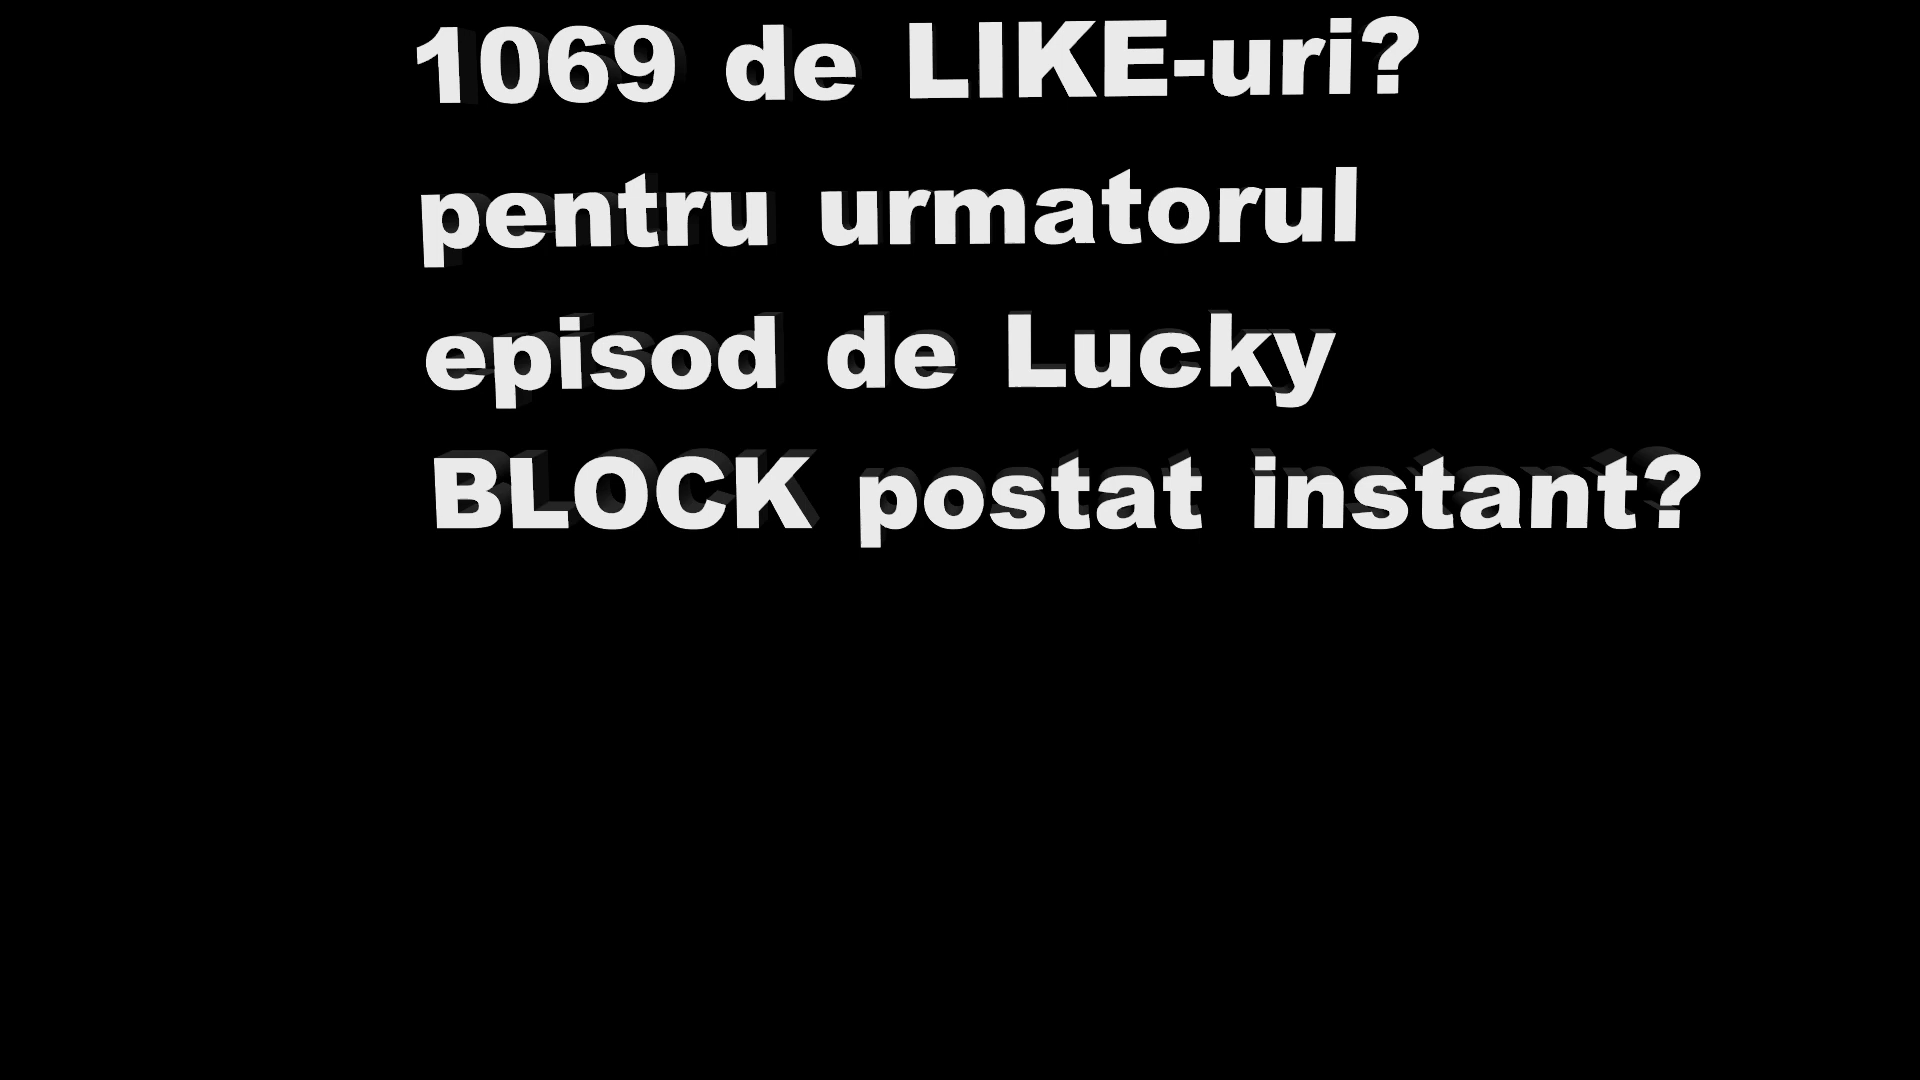 1069 de LIKE-uri?
pentru urmatorul
episod de Lucky
BLOCK postat instant?